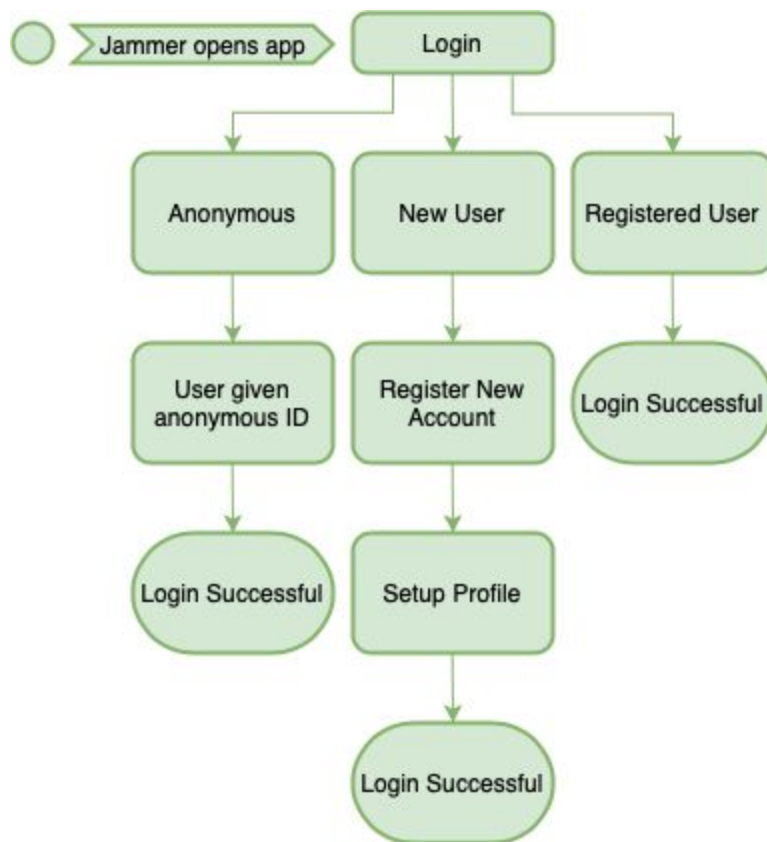 Jammer opens app
Login
Anonymous
New User
Registered User
User given
anonymous ID
Register New
Account
Login Successful
Login Successful
Setup Profile
Login Successful